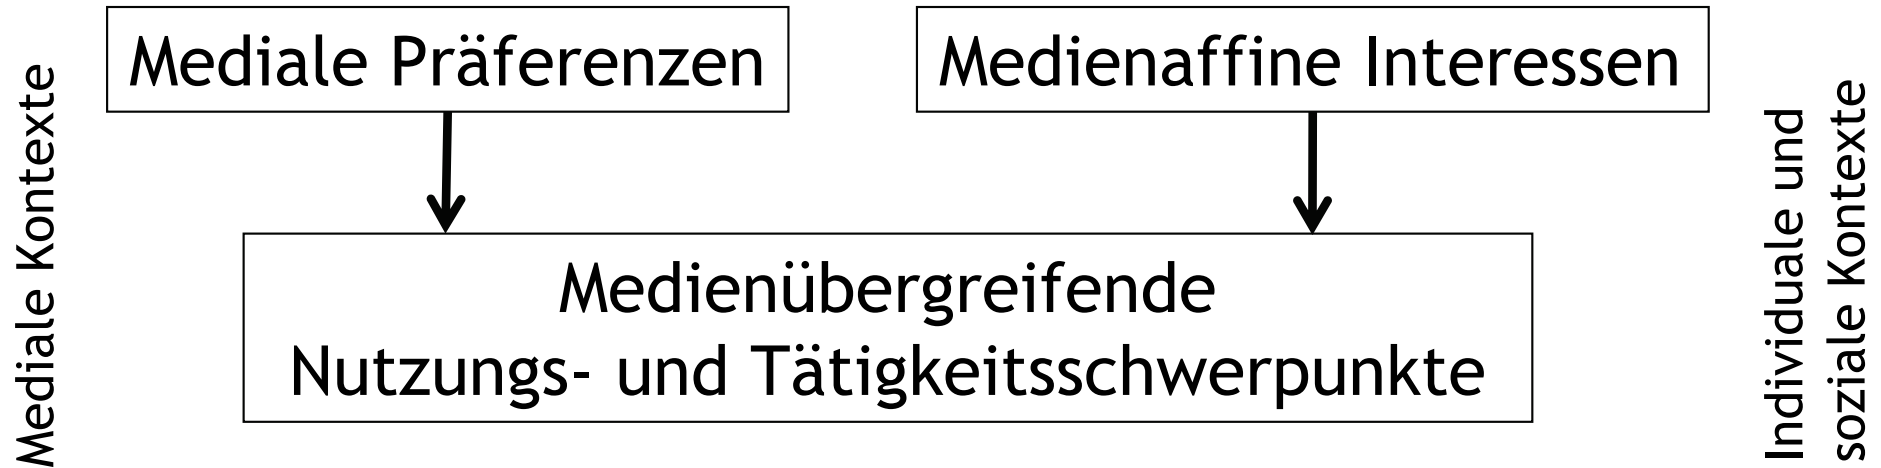 Mediale Kontexte
Mediale Präferenzen
Medienaffine Interessen
Medienübergreifende
Nutzungs- und Tätigkeitsschwerpunkte
Individuale und
soziale Kontexte